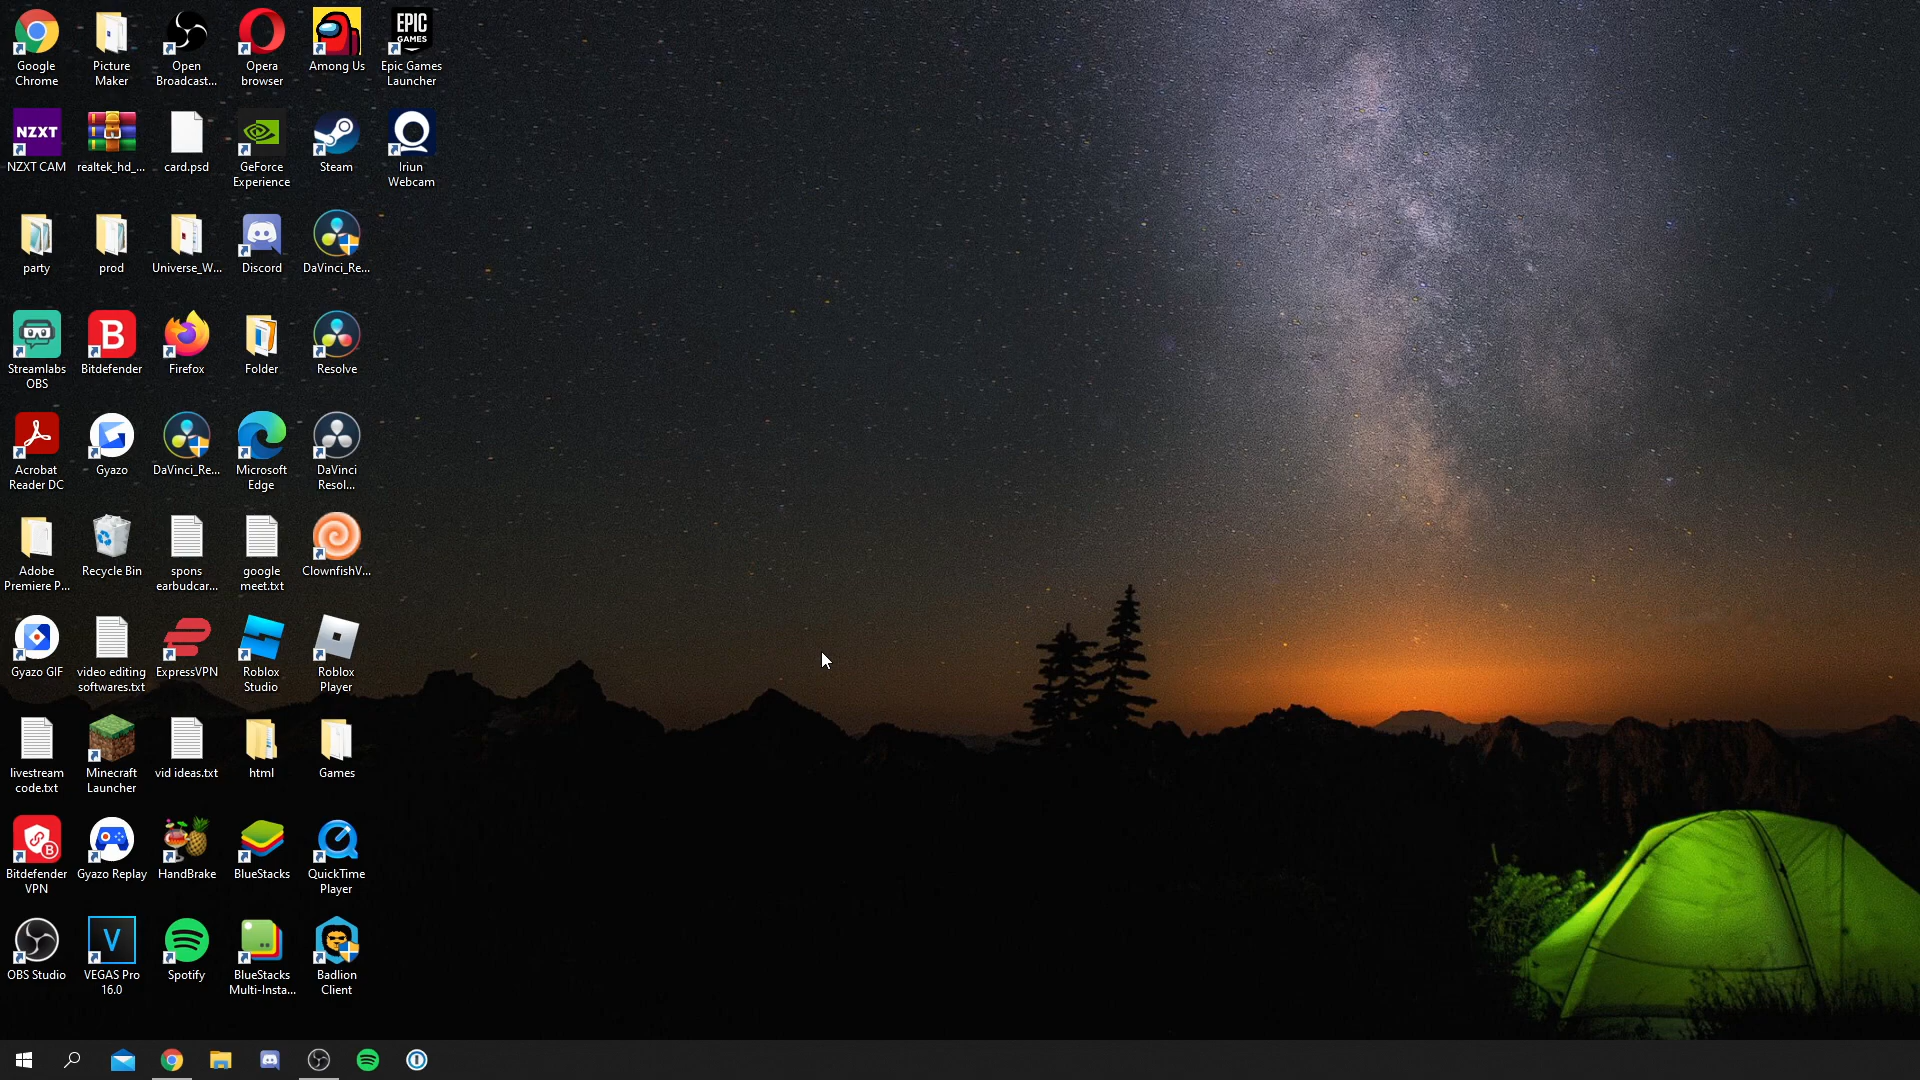 Google
Chrome
Picture
Maker
Open
Broadcast...
Opera
browser
Among Us
EPIC
GAMES
Epic Games
Launcher
NZXT
NZXT CAM
realtek_hd_...
card.psd
GeForce
Experience
Steam
Iriun
Webcam
party
prod
Universe_W...
Discord
DaVinci_Re...
Streamlabs
OBS
B
Bitdefender
Firefox
Folder
Resolve
Acrobat
Reader DC
Gyazo
DaVinci_Re...
Microsoft
Edge
DaVinci
Resol...
Adobe
Premiere P...
Recycle Bin
spons
earbudcar...
google
meet.txt
ClownfishV...
Gyazo GIF
video editing
softwares.txt
ExpressVPN
Roblox
Studio
Roblox
Player
livestream
code.txt
Minecraft
Launcher
vid ideas.txt
html
Games
B
Bitdefender
VPN
Gyazo Replay
HandBrake
BlueStacks
QuickTime
Player
OBS Studio
V
VEGAS Pro
16.0
Spotify
BlueStacks
Multi-Insta...
Badlion
Client